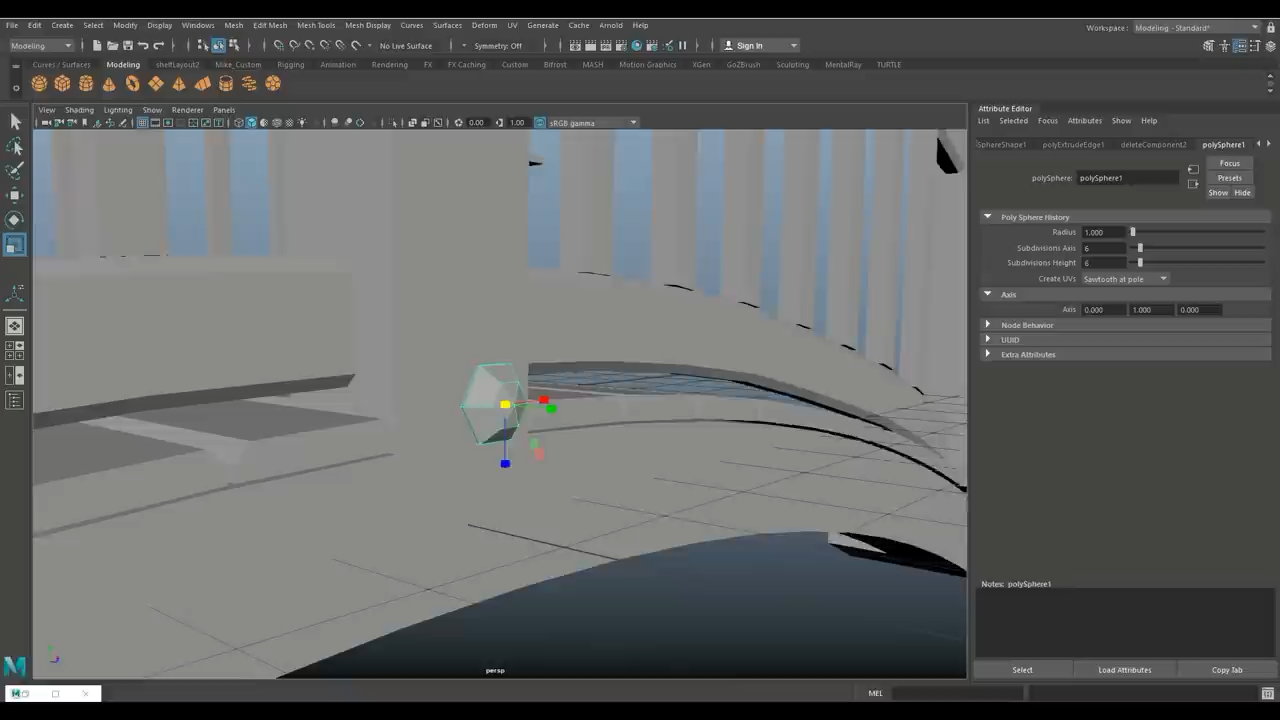 File Edit Create Select Modify Display Windows Mesh Edit Mesh Mesh Tools Mesh Display Curves Surfaces Deform UV Generate Cache Arnold Help
Workspace : Modeling - Standard*
Modeling No Live Surface Symmetry: Off Sign In
Curves / Surfaces Modeling shelfLayout2 Mike_Custom Rigging Animation Rendering FX FX Caching Custom Bifrost MASH Motion Graphics XGen GoZBrush Sculpting MentalRay TURTLE
View Shading Lighting Show Renderer Panels
0.00 1.00 sRGB gamma
persp
Attribute Editor
List Selected Focus Attributes Show Help
SphereShape1 polyExtrudeEdge1 deleteComponent2 polySphere1
polySphere: polySphere1
Focus
Presets
Show Hide
Poly Sphere History
Radius 1.000
Subdivisions Axis 6
Subdivisions Height 6
Create UVs Sawtooth at pole
Axis
Axis 0.000 1.000 0.000
Node Behavior
UUID
Extra Attributes
Notes: polySphere1
Select Load Attributes Copy Tab
MEL